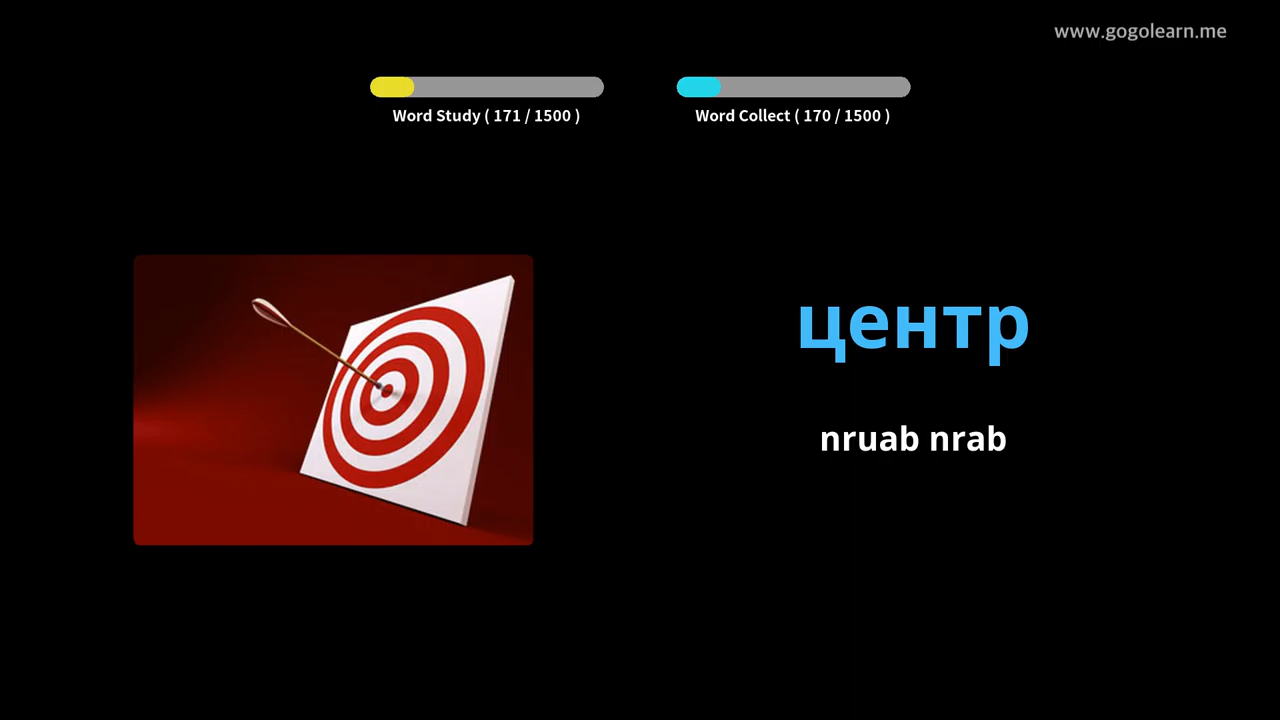 www.gogolearn.me
Word Study ( 171 / 1500 )
Word Collect ( 170 / 1500 )
центр
nruab nrab